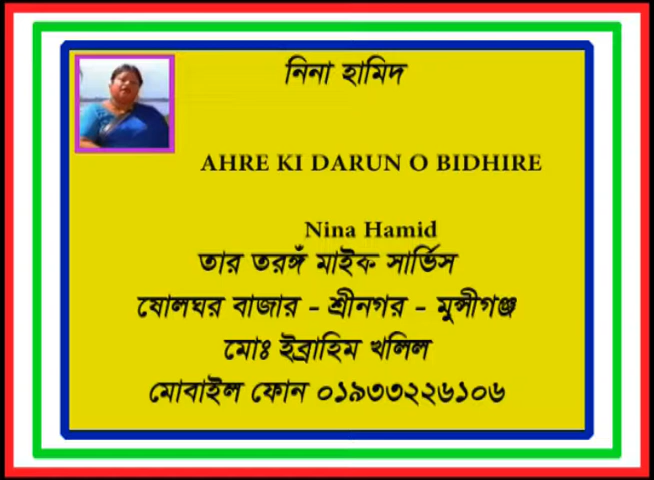 নিনা হামিদ
AHRE KI DARUN O BIDHIRE
Nina Hamid
তার তরঙ্গঁ মাইক সার্ভিস
ষোলঘর বাজার - শ্রীনগর - মুন্সীগঞ্জ
মোঃ ইব্রাহিম খলিল
মোবাইল ফোন ০১৯৩৩২২৬১০৬